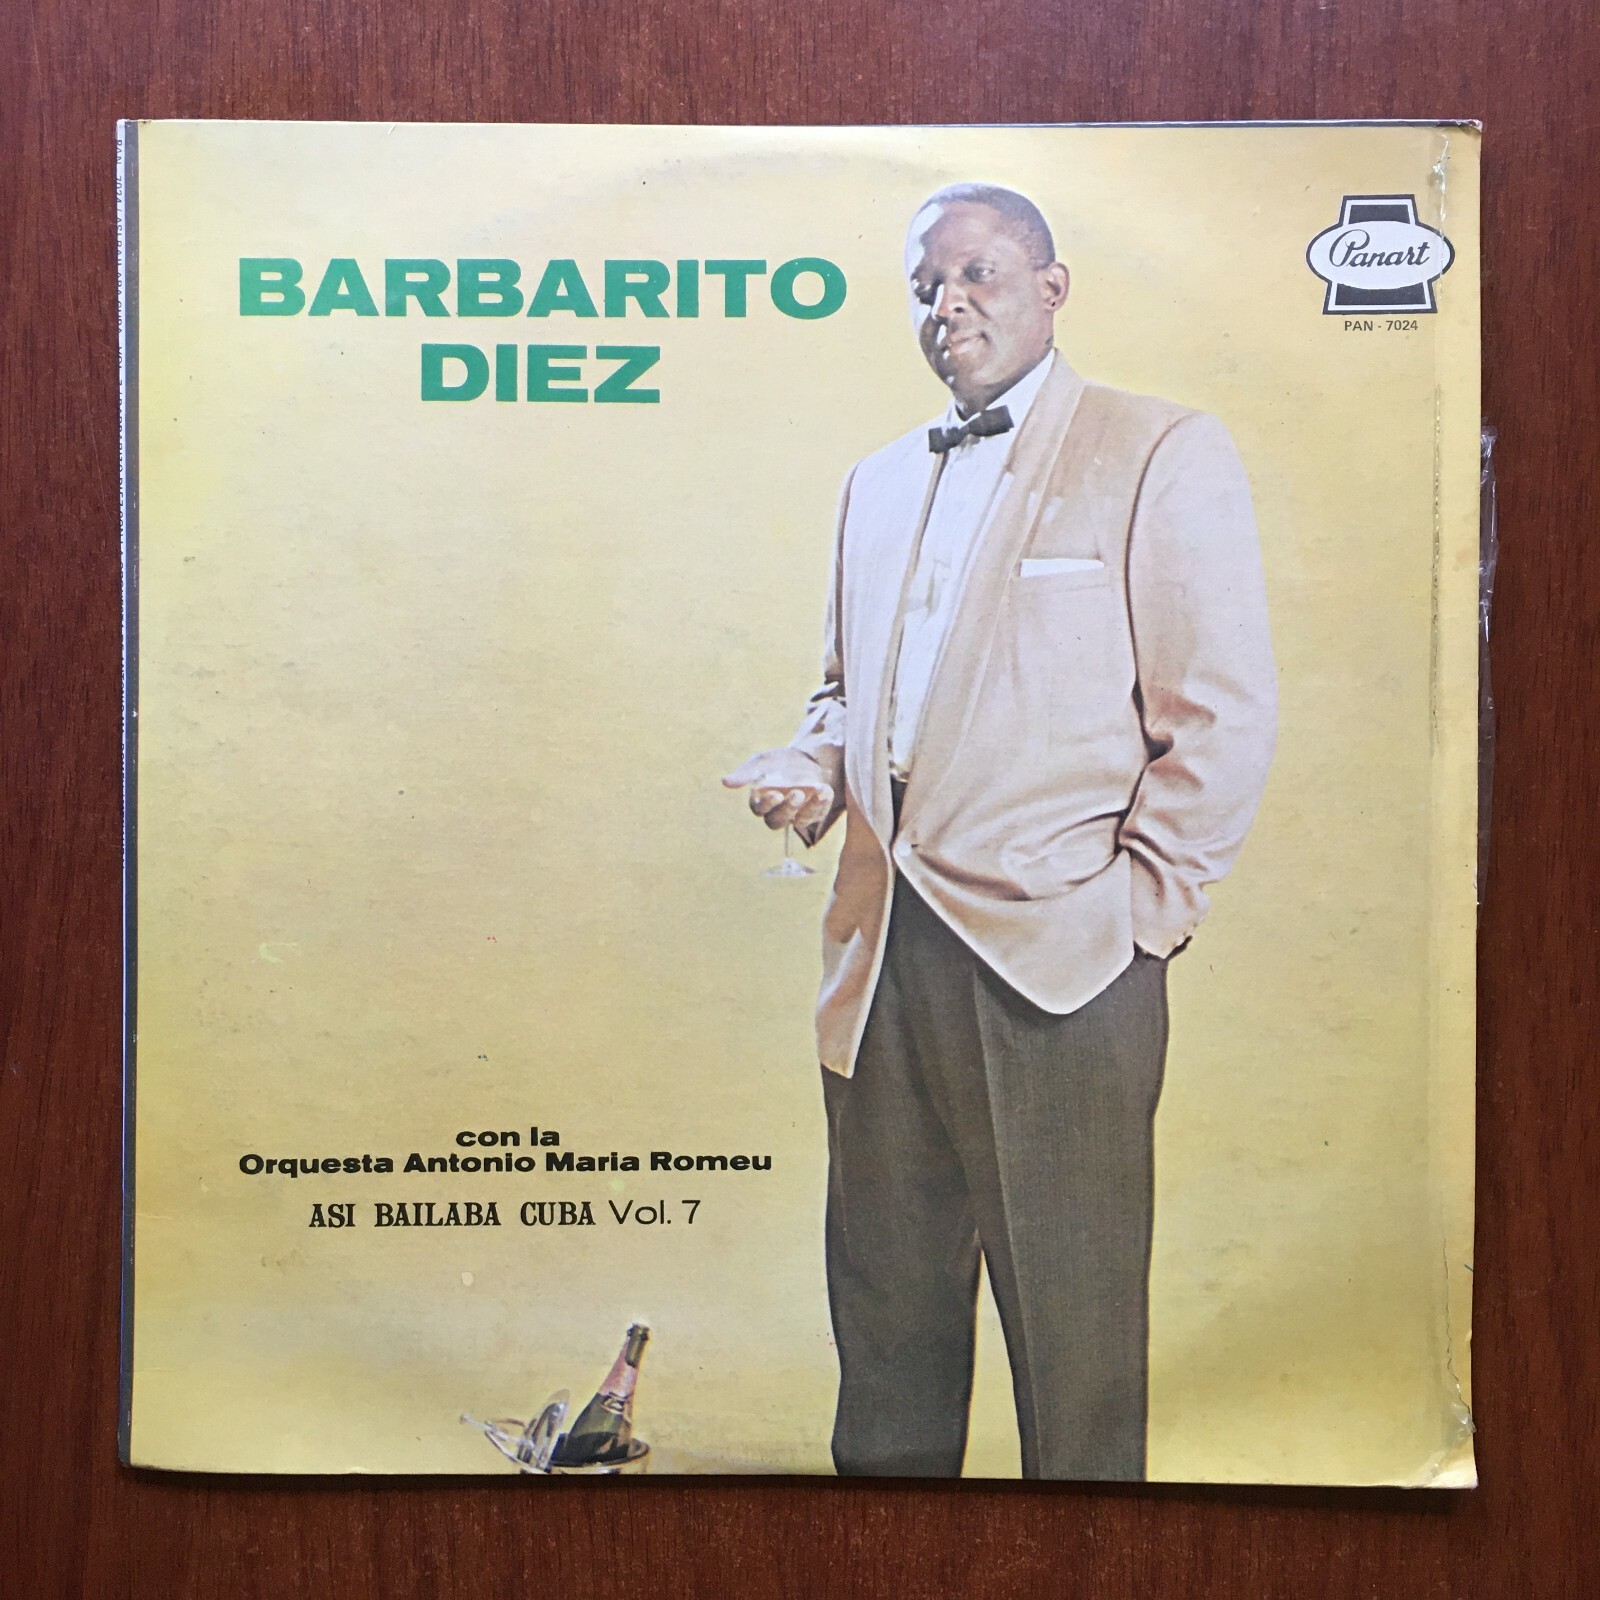 BARBARITO
DIEZ
Panart
PAN - 7024
con la
Orquesta Antonio Maria Romeu
ASI BAILABA CUBA Vol. 7